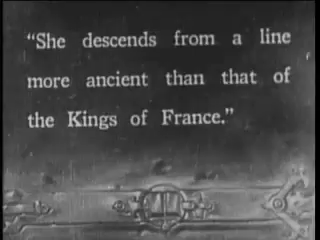 “She descends from a line
more ancient than that of
the Kings of France.”